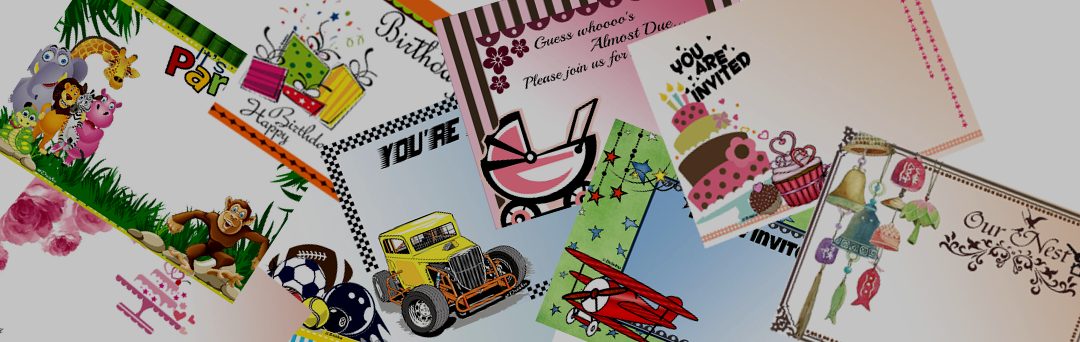 It's
Par
Birthda
Happy
Birthda
YOU'RE
Guess whoooo's
Almost Due...
Please join us for
YOU
ARE
INVITED
INVIT
Our Nest